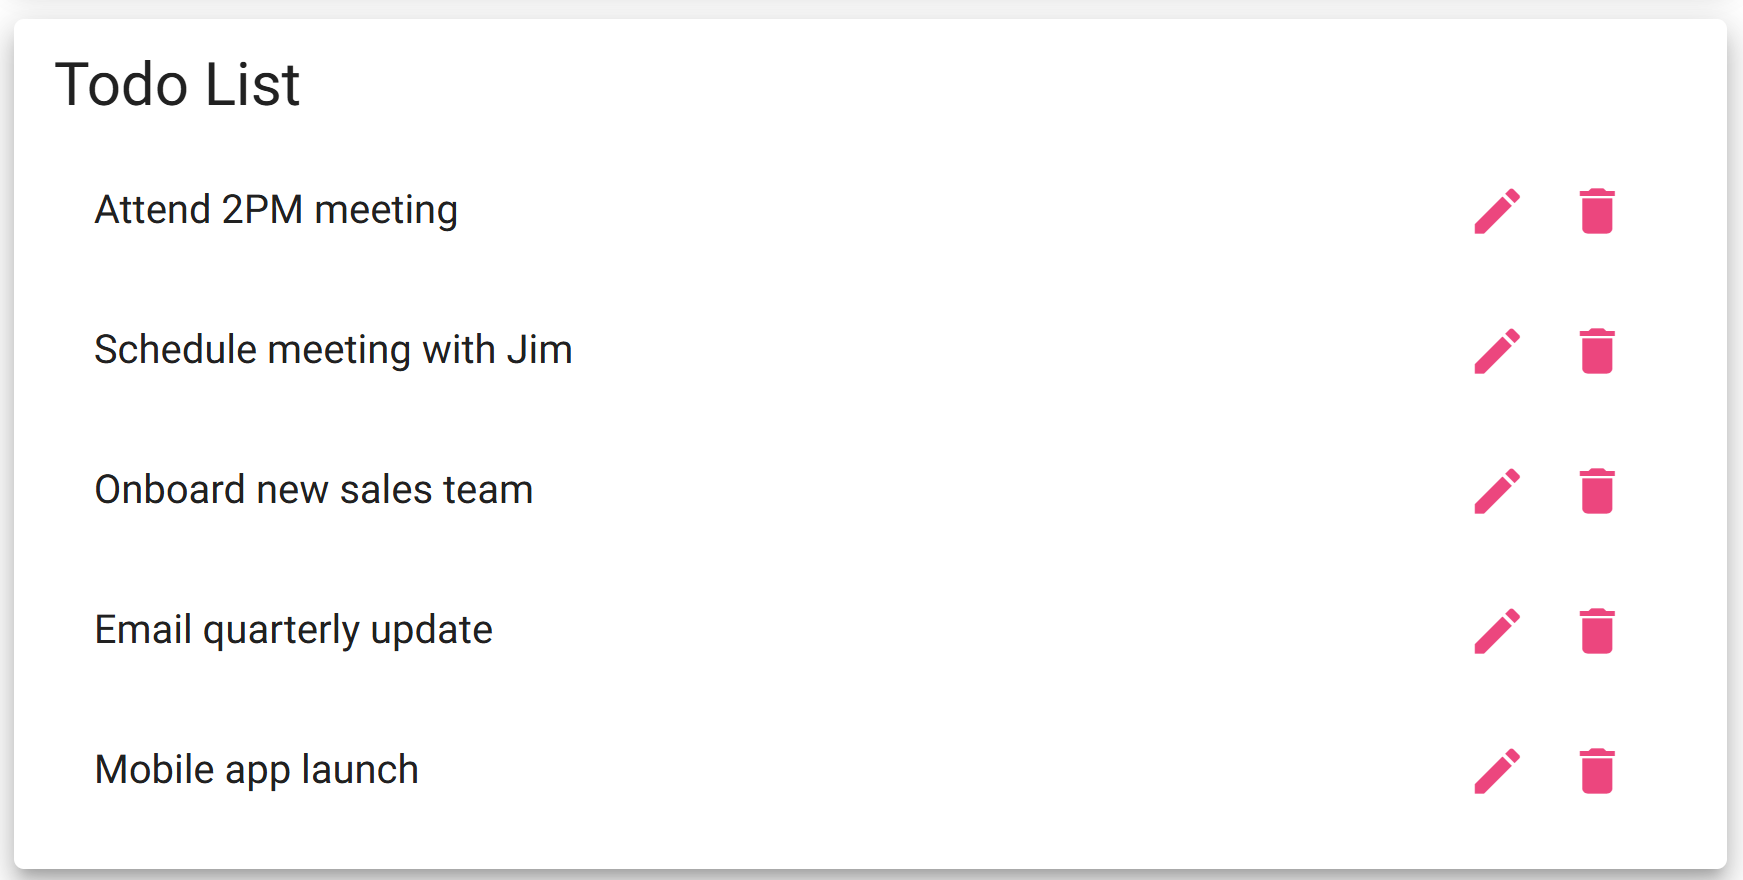 Todo List
Attend 2PM meeting
Schedule meeting with Jim
Onboard new sales team
Email quarterly update
Mobile app launch